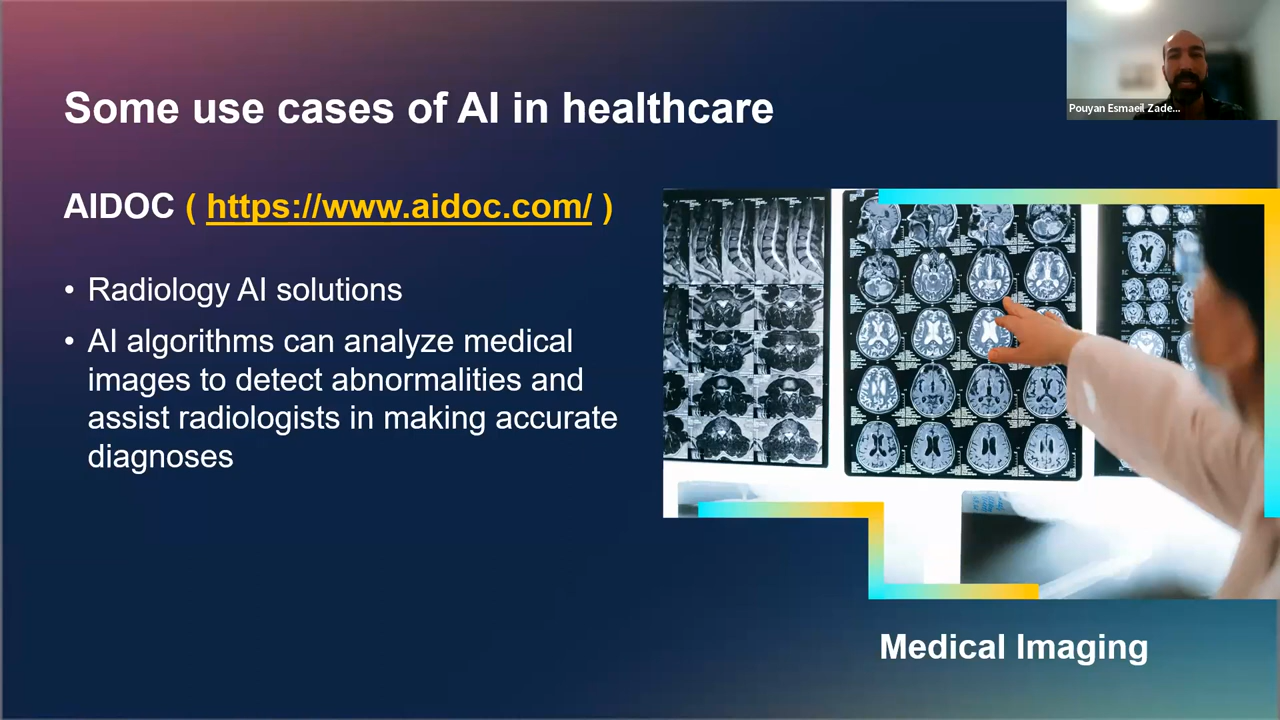 Some use cases of AI in healthcare
Pouyan Esmaeil Zade...
AIDOC ( https://www.aidoc.com/ )
• Radiology AI solutions
• AI algorithms can analyze medical
images to detect abnormalities and
assist radiologists in making accurate
diagnoses
Medical Imaging